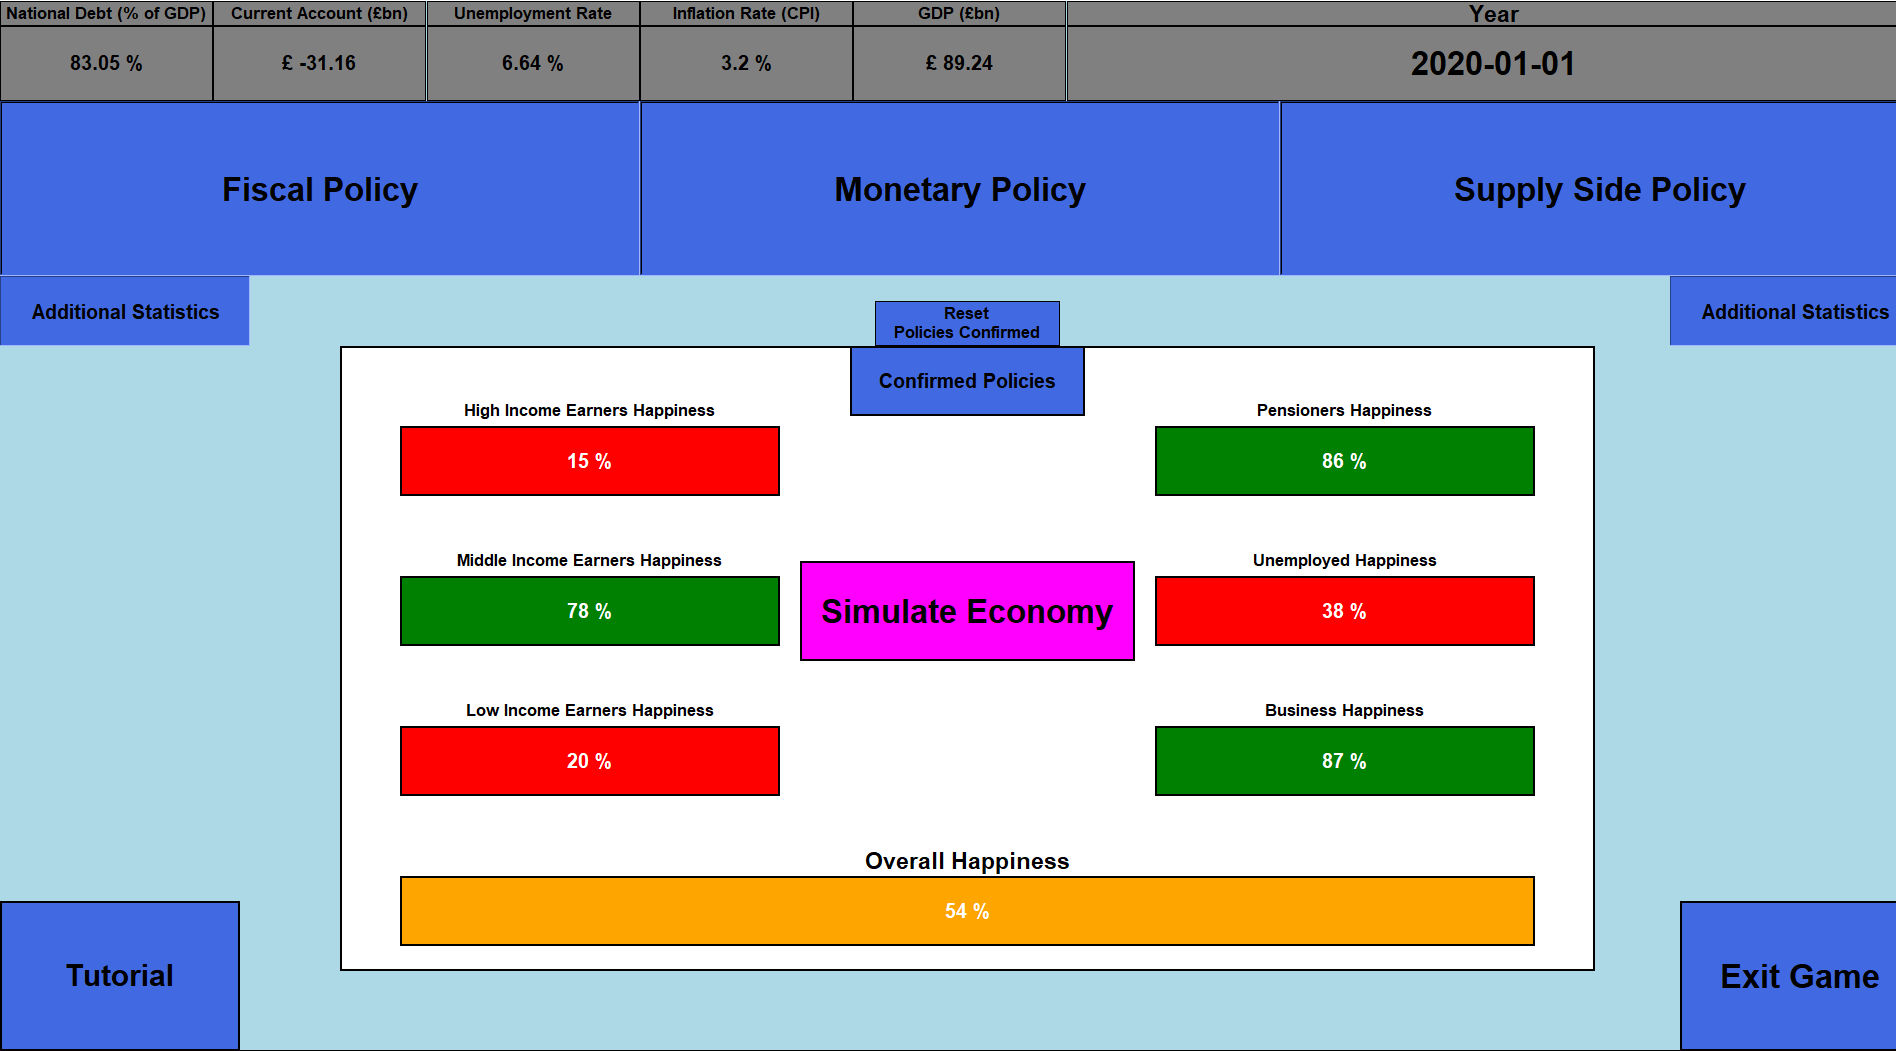 National Debt (% of GDP)
Current Account (£bn)
Unemployment Rate
Inflation Rate (CPI)
GDP (£bn)
Year
83.05 %
£ -31.16
6.64 %
3.2 %
£ 89.24
2020-01-01
Fiscal Policy
Monetary Policy
Supply Side Policy
Additional Statistics
Additional Statistics
Reset
Policies Confirmed
Confirmed Policies
High Income Earners Happiness
Pensioners Happiness
15 %
86 %
Middle Income Earners Happiness
Unemployed Happiness
78 %
Simulate Economy
38 %
Low Income Earners Happiness
Business Happiness
20 %
87 %
Overall Happiness
54 %
Tutorial
Exit Game